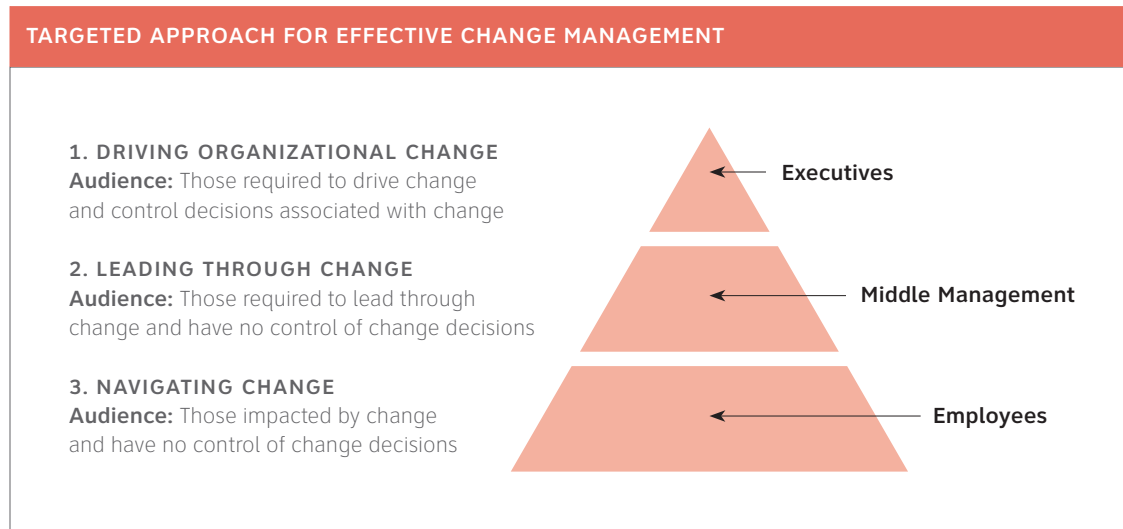 TARGETED APPROACH FOR EFFECTIVE CHANGE MANAGEMENT
1. DRIVING ORGANIZATIONAL CHANGE
Audience: Those required to drive change
and control decisions associated with change
Executives
2. LEADING THROUGH CHANGE
Audience: Those required to lead through
change and have no control of change decisions
Middle Management
3. NAVIGATING CHANGE
Audience: Those impacted by change
and have no control of change decisions
Employees